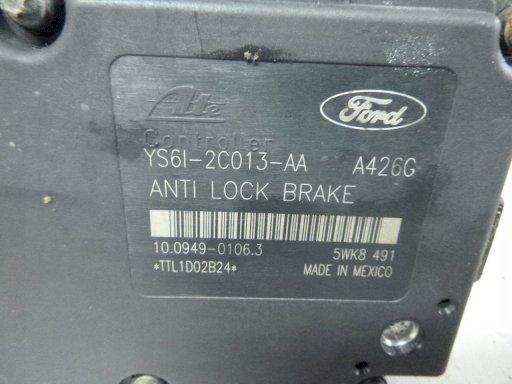 Ate
Ford
Controller
YS6I-2C013-AA A426G
ANTI LOCK BRAKE
10.0949-0106.3 5WK8 491
*TTL1D02B24* MADE IN MEXICO